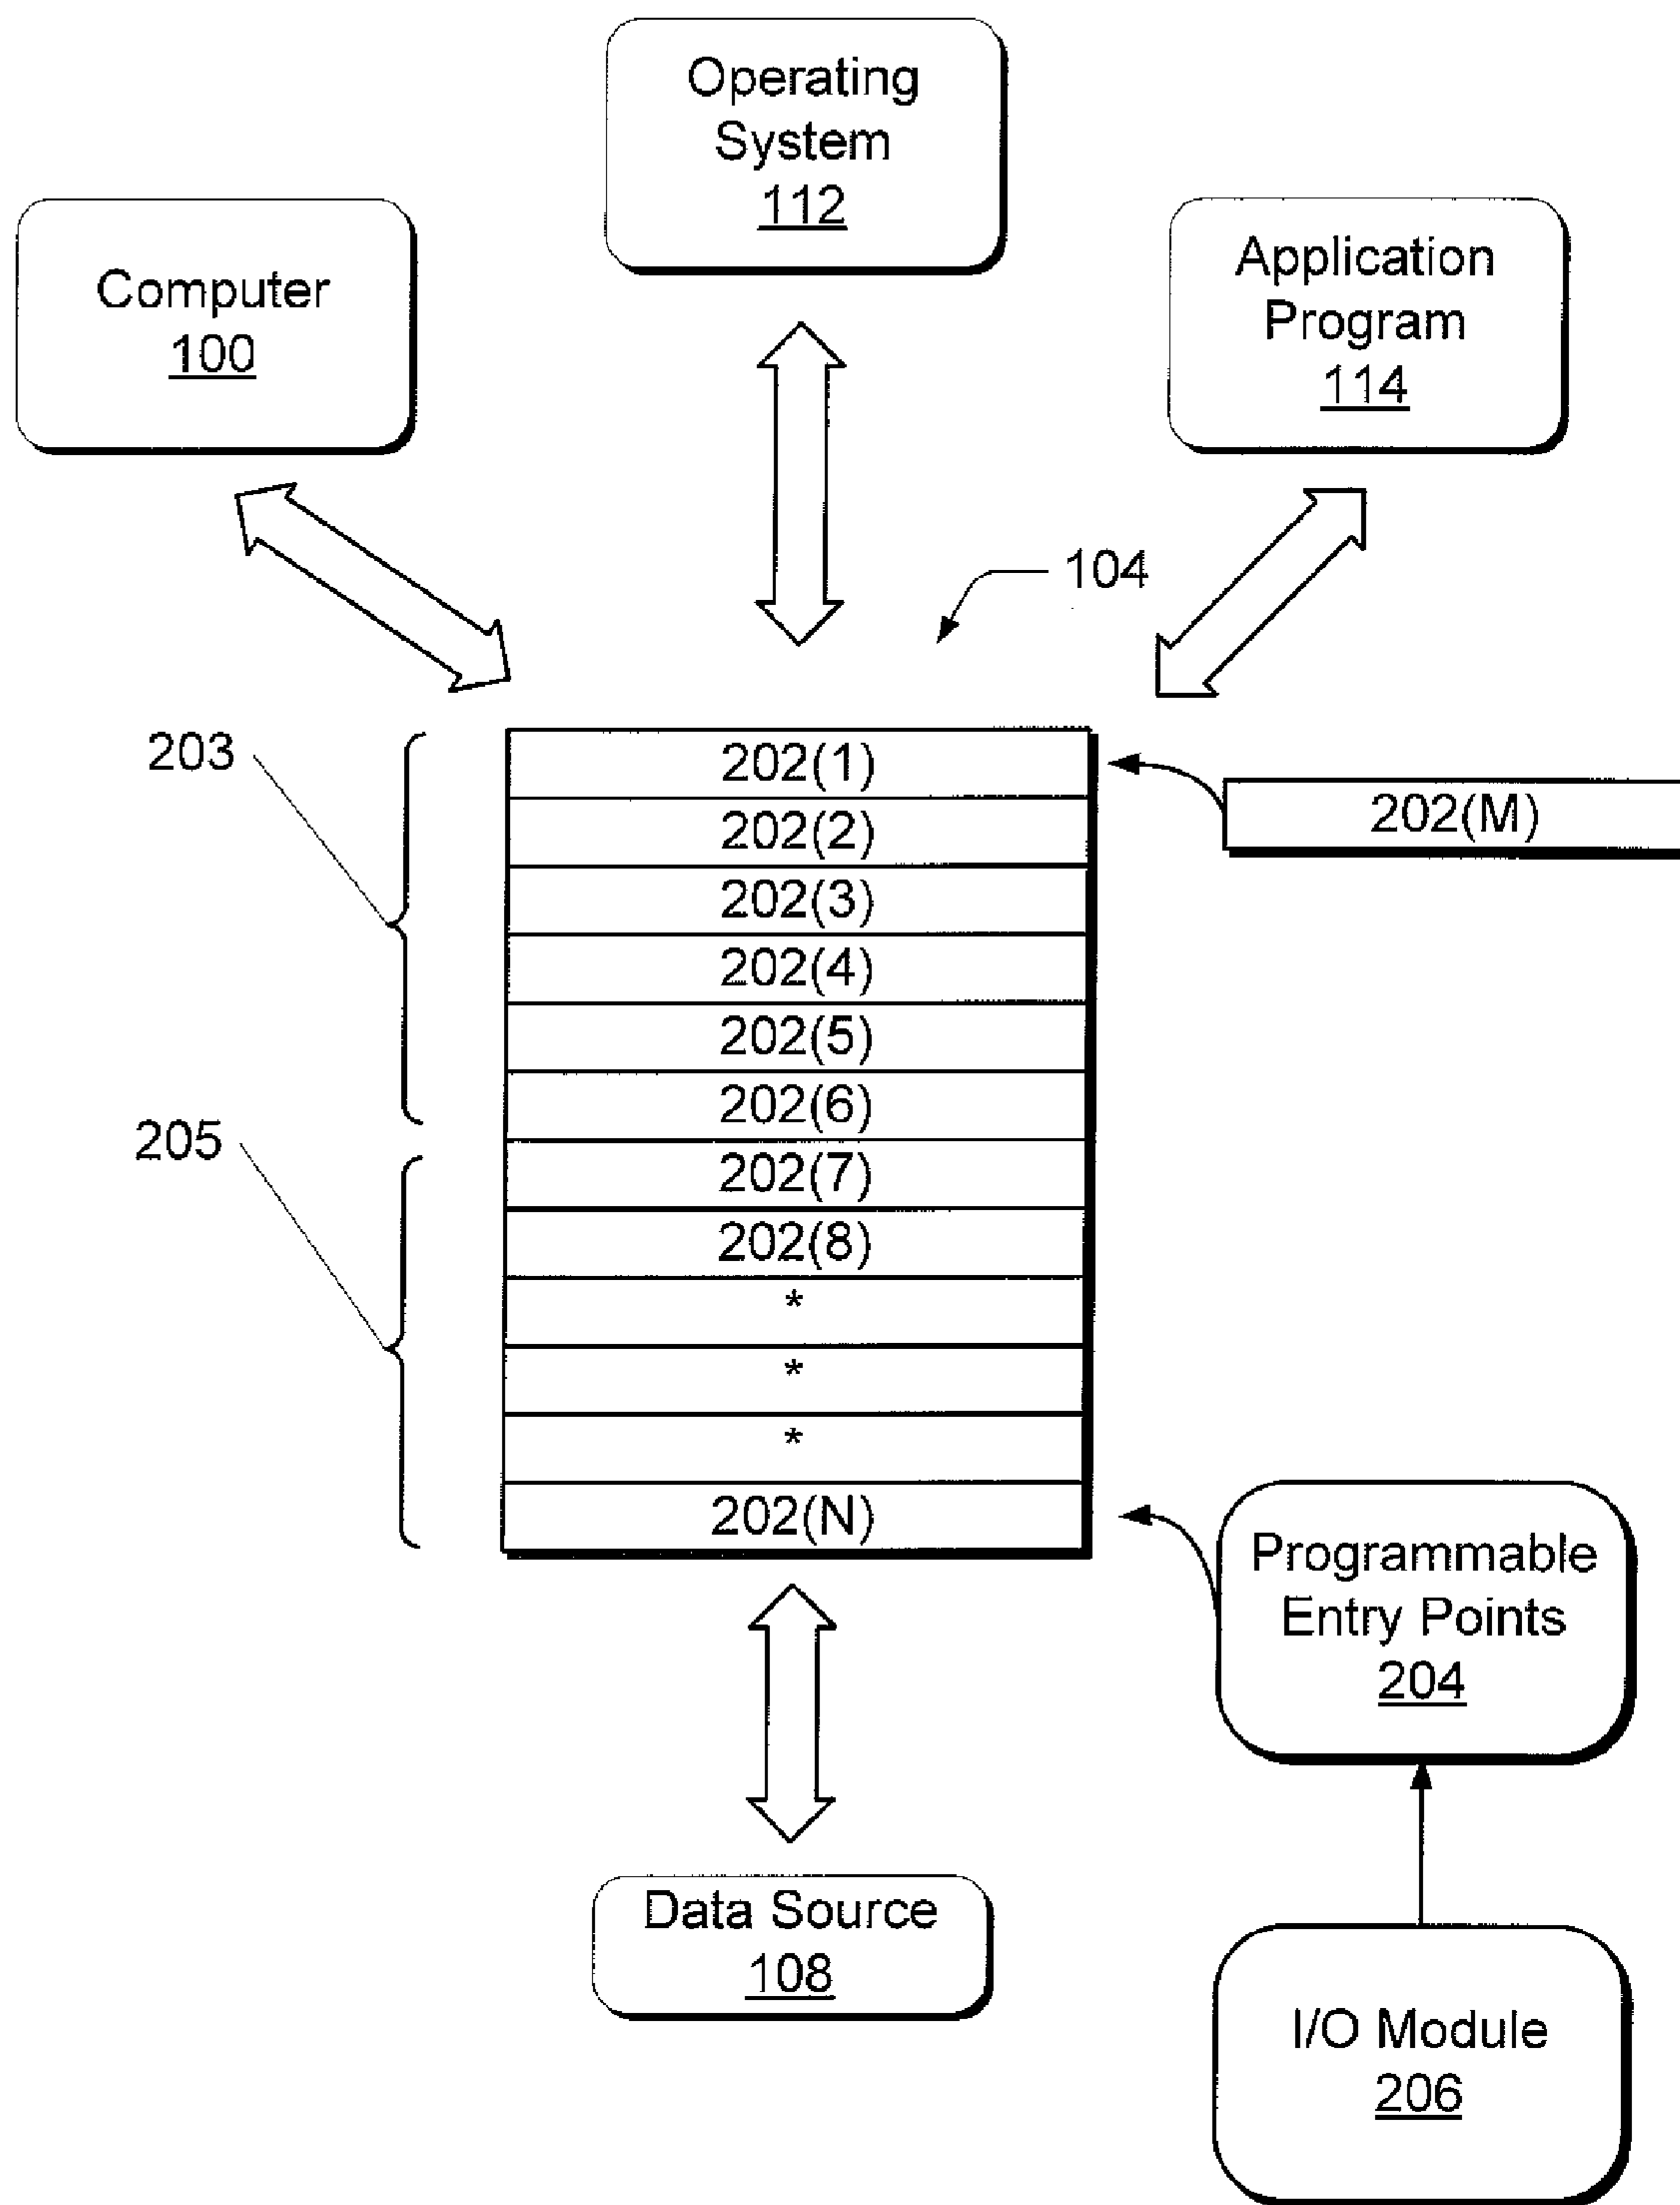 Operating
System
112
Computer
100
Application
Program
114
104
203
202(1)
202(M)
202(2)
202(3)
202(4)
202(5)
202(6)
205
202(7)
202(8)
*
*
*
202(N)
Programmable
Entry Points
204
Data Source
108
I/O Module
206